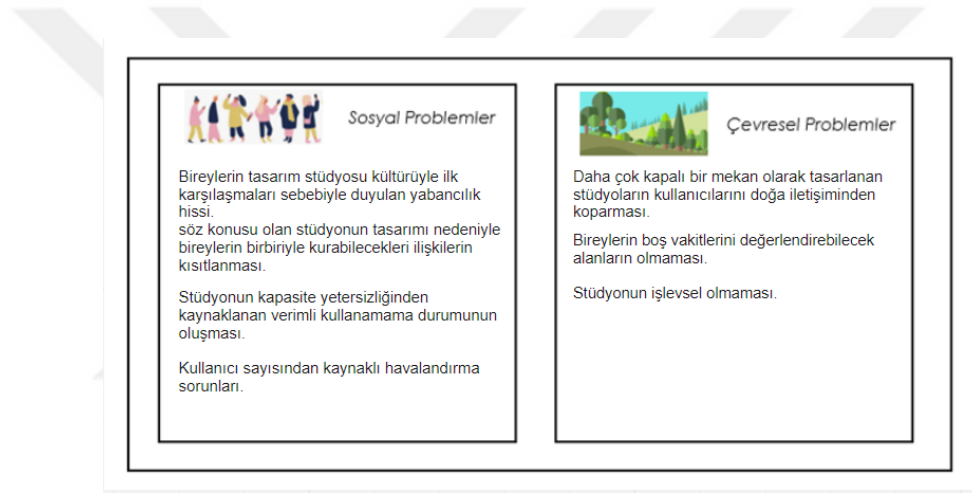 Sosyal Problemler
Bireylerin tasarım stüdyosu kültürüyle ilk
karşılaşmaları sebebiyle duyulan yabancılık
hissi.
söz konusu olan stüdyonun tasarımı nedeniyle
bireylerin birbiriyle kurabilecekleri ilişkilerin
kısıtlanması.
Stüdyonun kapasite yetersizliğinden
kaynaklanan verimli kullanamama durumunun
oluşması.
Kullanıcı sayısından kaynaklı havalandırma
sorunları.
Çevresel Problemler
Daha çok kapalı bir mekan olarak tasarlanan
stüdyoların kullanıcılarını doğa iletişiminden
koparması.
Bireylerin boş vakitlerini değerlendirebilecek
alanların olmaması.
Stüdyonun işlevsel olmaması.